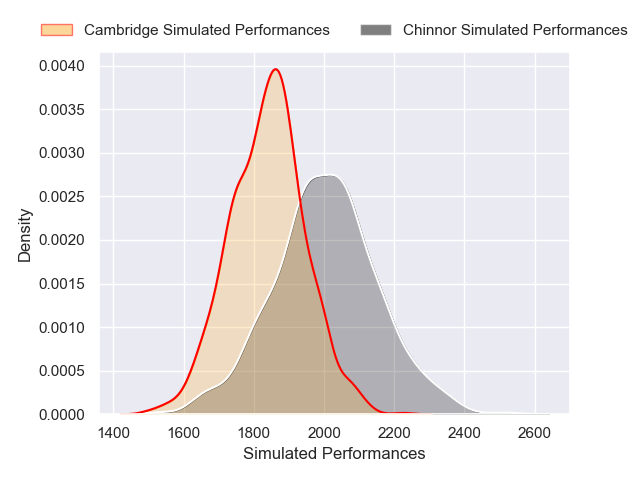 Cambridge Simulated Performances
Chinnor Simulated Performances
0.0040
0.0035
0.0030
0.0025
0.0020
0.0015
0.0010
0.0005
0.0000
Density
1400 1600 1800 2000 2200 2400 2600
Simulated Performances